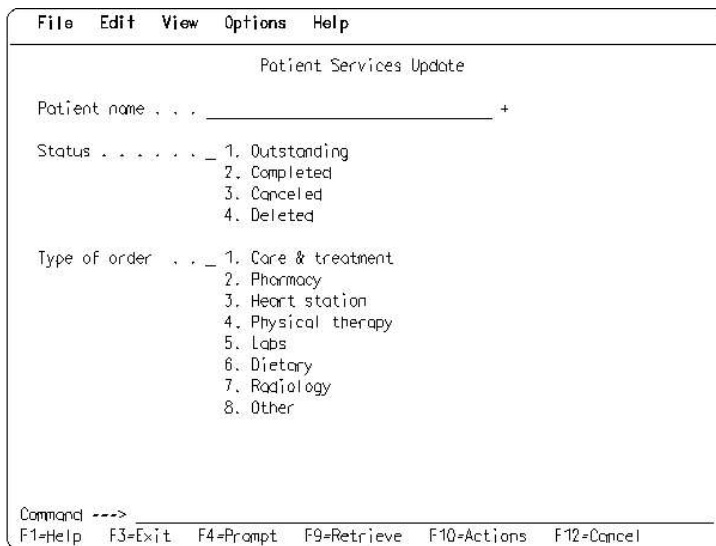 File Edit View Options Help
Patient Services Update
Patient name . . . ______________________________ +
Status . . . . . . _ 1. Outstanding
2. Completed
3. Canceled
4. Deleted
Type of order . . _ 1. Care & treatment
2. Pharmacy
3. Heart station
4. Physical therapy
5. Labs
6. Dietary
7. Radiology
8. Other
Command ---> ______________________________
F1=Help F3=Exit F4=Prompt F9=Retrieve F10=Actions F12=Cancel